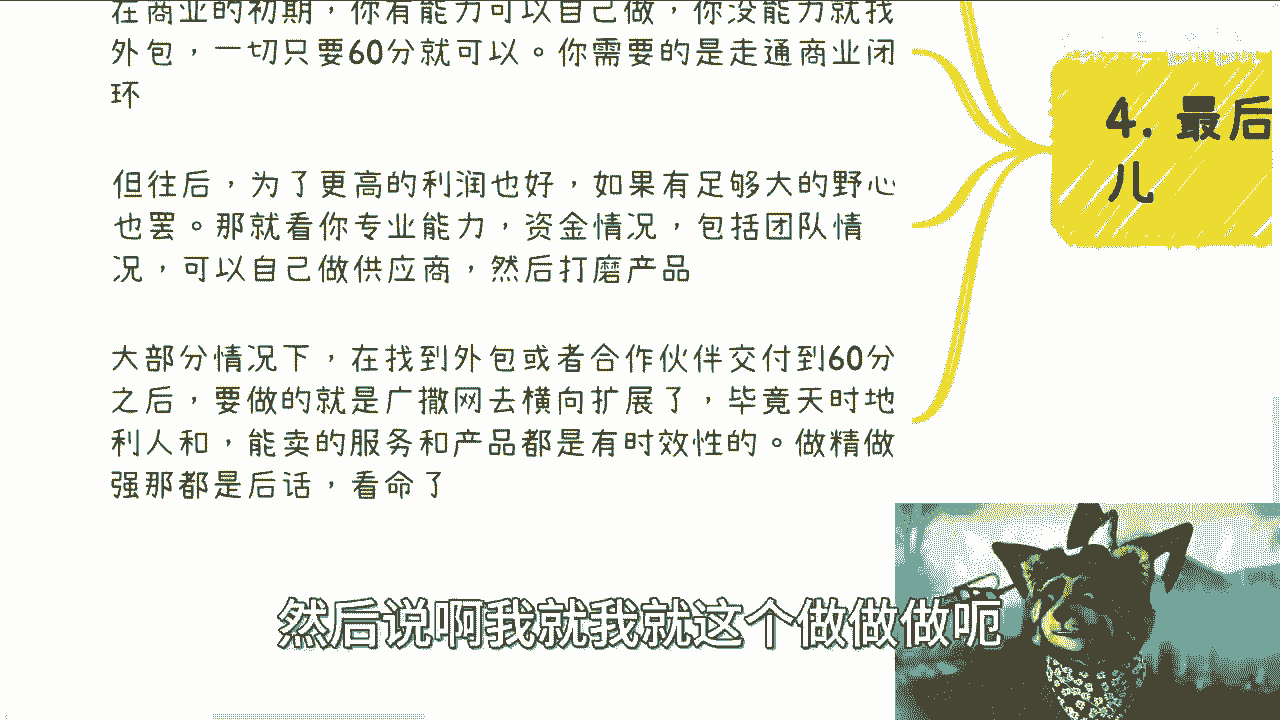 在商业的初期，你有能力可以自己做，你没能力就找
外包，一切只要60分就可以。你需要的是走通商业闭
环
但往后，为了更高的利润也好，如果有足够大的野心
也罢。那就看你专业能力，资金情况，包括团队情
况，可以自己做供应商，然后打磨产品
大部分情况下，在找到外包或者合作伙伴交付到60分
之后，要做的就是广撒网去横向扩展了，毕竟天时地
利人和，能卖的服务和产品都是有时效性的。做精做
强那都是后话，看命了
4. 最后
儿
然后说啊我就我就这个做做做呃